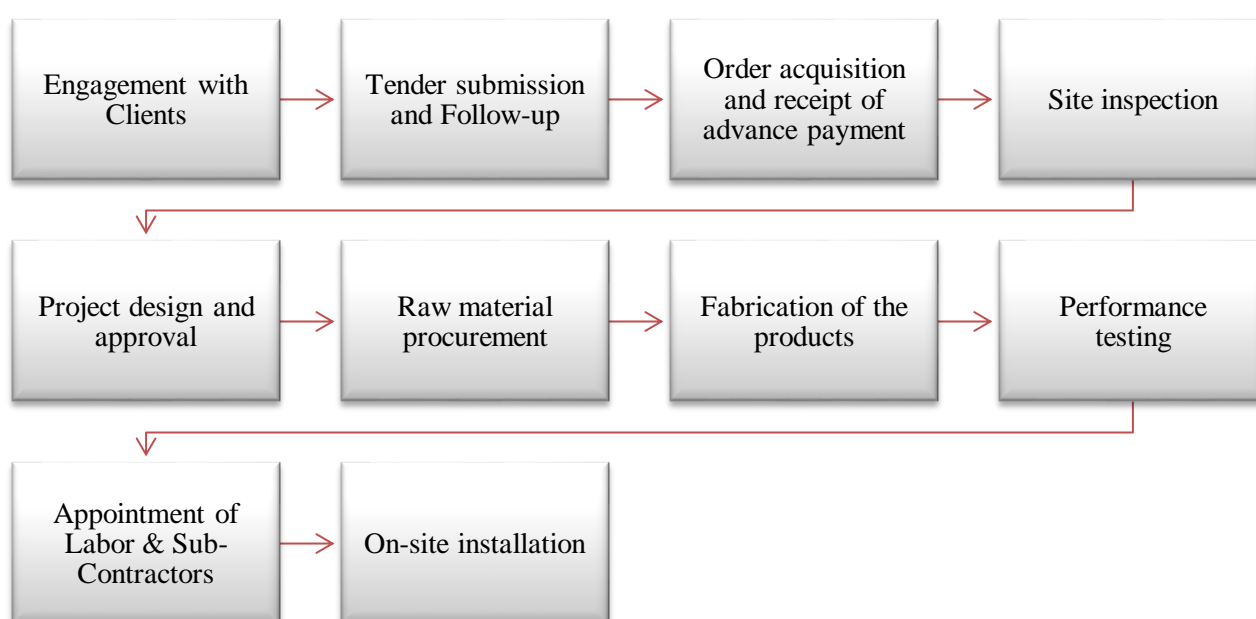 Engagement with
Clients
Tender submission
and Follow-up
Order acquisition
and receipt of
advance payment
Site inspection
Project design and
approval
Raw material
procurement
Fabrication of the
products
Performance
testing
Appointment of
Labor & Sub-
Contractors
On-site installation